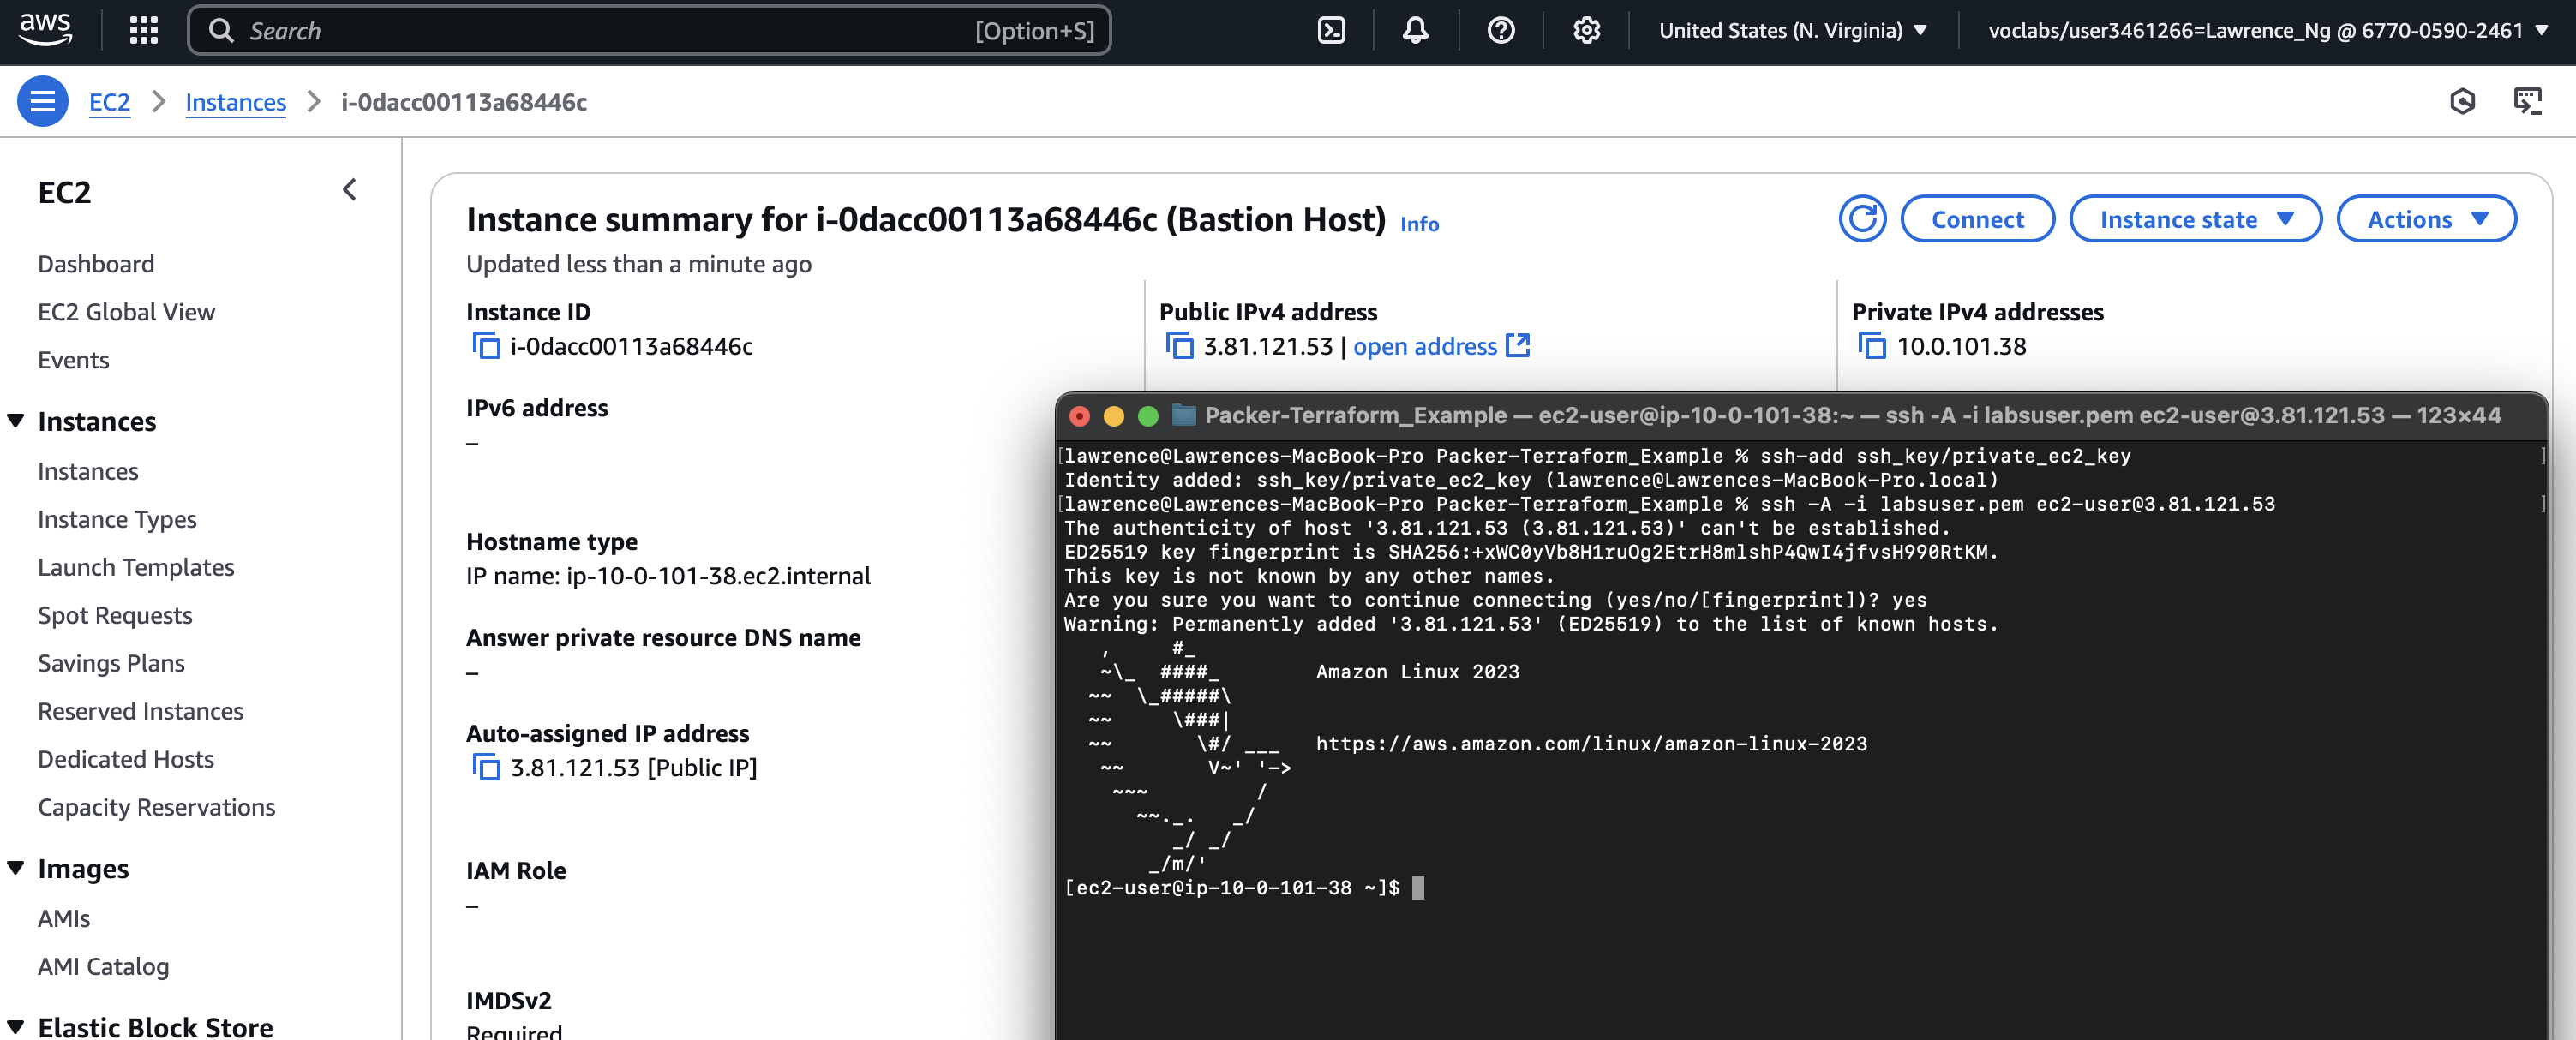 aws
Search [Option+S]
United States (N. Virginia)
voclabs/user3461266=Lawrence_Ng @ 6770-0590-2461
EC2 > Instances > i-0dacc00113a68446c
EC2
Dashboard
EC2 Global View
Events
Instances
Instances
Instance Types
Launch Templates
Spot Requests
Savings Plans
Reserved Instances
Dedicated Hosts
Capacity Reservations
Images
AMIs
AMI Catalog
Elastic Block Store
Instance summary for i-0dacc00113a68446c (Bastion Host) Info
Updated less than a minute ago
Connect
Instance state
Actions
Instance ID
i-0dacc00113a68446c
Public IPv4 address
3.81.121.53 | open address
Private IPv4 addresses
10.0.101.38
IPv6 address
–
Hostname type
IP name: ip-10-0-101-38.ec2.internal
Answer private resource DNS name
–
Auto-assigned IP address
3.81.121.53 [Public IP]
IAM Role
–
IMDSv2
Required
Packer-Terraform_Example — ec2-user@ip-10-0-101-38:~ — ssh -A -i labsuser.pem ec2-user@3.81.121.53 — 123×44
[lawrence@Lawrences-MacBook-Pro Packer-Terraform_Example % ssh-add ssh_key/private_ec2_key ]
Identity added: ssh_key/private_ec2_key (lawrence@Lawrences-MacBook-Pro.local)
[lawrence@Lawrences-MacBook-Pro Packer-Terraform_Example % ssh -A -i labsuser.pem ec2-user@3.81.121.53 ]
The authenticity of host '3.81.121.53 (3.81.121.53)' can't be established.
ED25519 key fingerprint is SHA256:+xWC0yVb8H1ruOg2EtrH8mlshP4QwI4jfvsH990RtKM.
This key is not known by any other names.
Are you sure you want to continue connecting (yes/no/[fingerprint])? yes
Warning: Permanently added '3.81.121.53' (ED25519) to the list of known hosts.
   ,     #_
   ~\_  ####_        Amazon Linux 2023
  ~~  \_#####\
  ~~     \###|
  ~~       \#/ ___   https://aws.amazon.com/linux/amazon-linux-2023
   ~~       V~' '->
    ~~~         /
      ~~._.   _/
         _/ _/
       _/m/'
[ec2-user@ip-10-0-101-38 ~]$